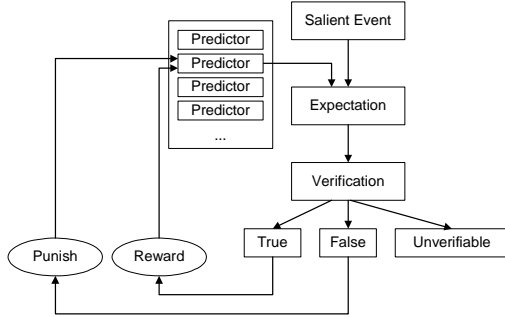 Predictor
Predictor
Predictor
Predictor
...
Salient Event
Expectation
Verification
True
False
Unverifiable
Punish
Reward